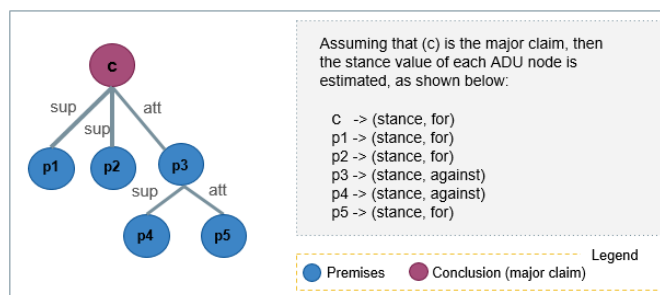 c
sup
sup
att
p1
p2
p3
sup
att
p4
p5
Assuming that (c) is the major claim, then
the stance value of each ADU node is
estimated, as shown below:
c -> (stance, for)
p1 -> (stance, for)
p2 -> (stance, for)
p3 -> (stance, against)
p4 -> (stance, against)
p5 -> (stance, for)
Legend
Premises
Conclusion (major claim)